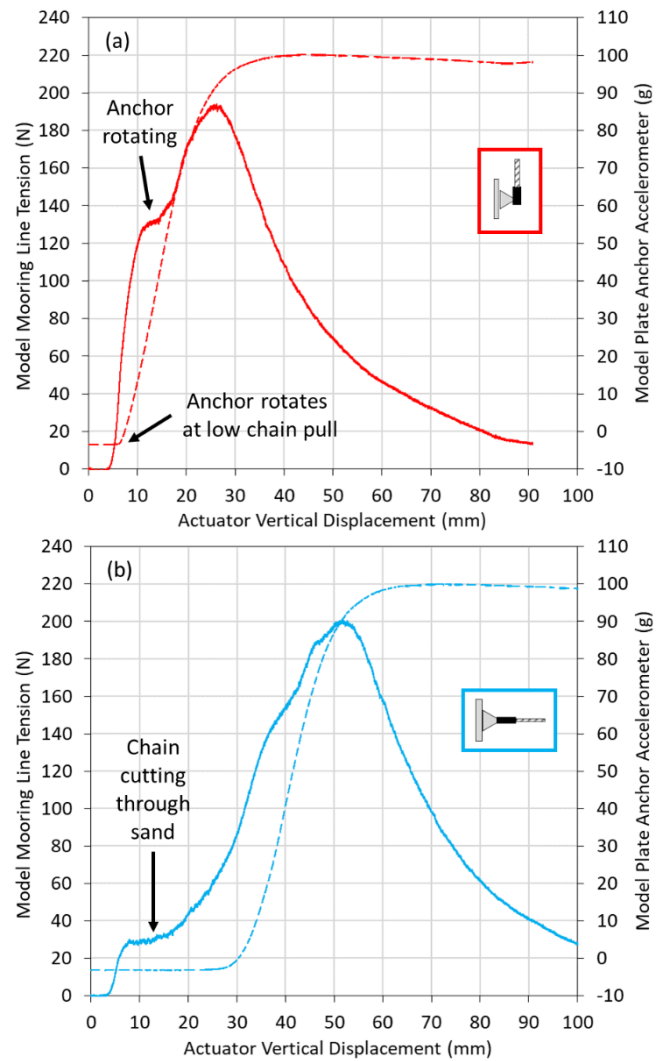 (a)
240
220
200
180
160
140
120
100
80
60
40
20
0
Model Mooring Line Tension (N)
110
100
90
80
70
60
50
40
30
20
10
0
-10
Model Plate Anchor Accelerometer (g)
Anchor
rotating
Anchor rotates
at low chain pull
0 10 20 30 40 50 60 70 80 90 100
Actuator Vertical Displacement (mm)
(b)
240
220
200
180
160
140
120
100
80
60
40
20
0
Model Mooring Line Tension (N)
110
100
90
80
70
60
50
40
30
20
10
0
-10
Model Plate Anchor Accelerometer (g)
Chain
cutting
through
sand
0 10 20 30 40 50 60 70 80 90 100
Actuator Vertical Displacement (mm)